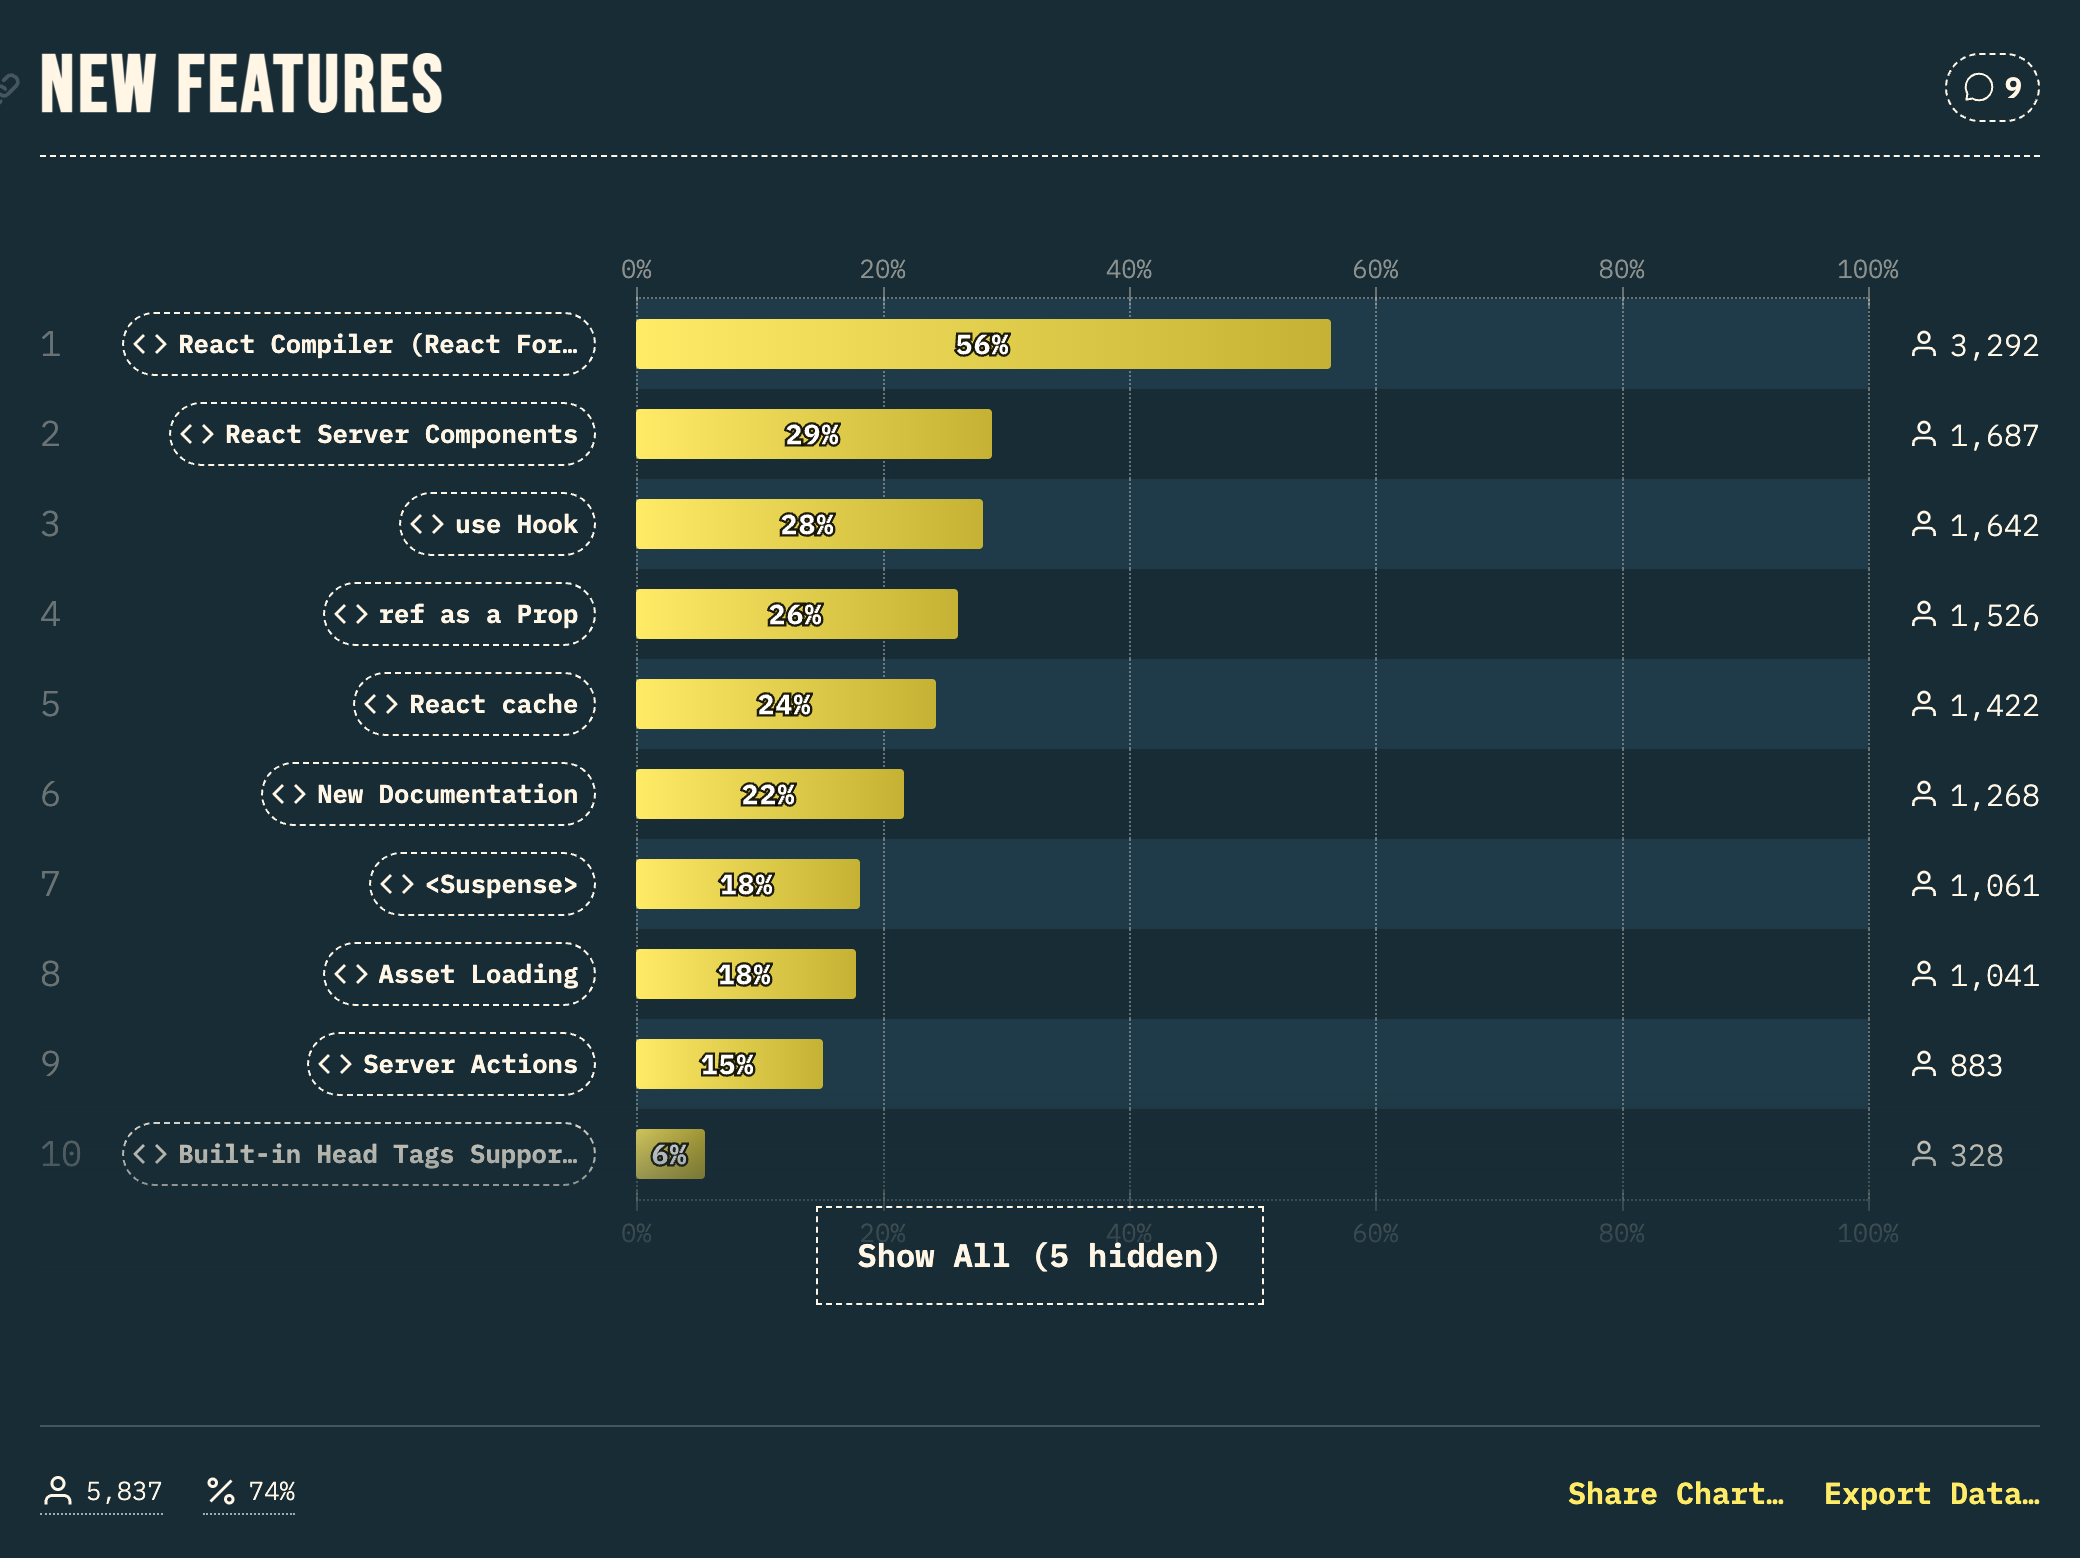 NEW FEATURES
9
0% 20% 40% 60% 80% 100%
1 <> React Compiler (React For… 56% 3,292
2 <> React Server Components 29% 1,687
3 <> use Hook 28% 1,642
4 <> ref as a Prop 26% 1,526
5 <> React cache 24% 1,422
6 <> New Documentation 22% 1,268
7 <> <Suspense> 18% 1,061
8 <> Asset Loading 18% 1,041
9 <> Server Actions 15% 883
10 <> Built-in Head Tags Suppor… 6% 328
0% 20% 40% 60% 80% 100%
Show All (5 hidden)
5,837 % 74% Share Chart… Export Data…